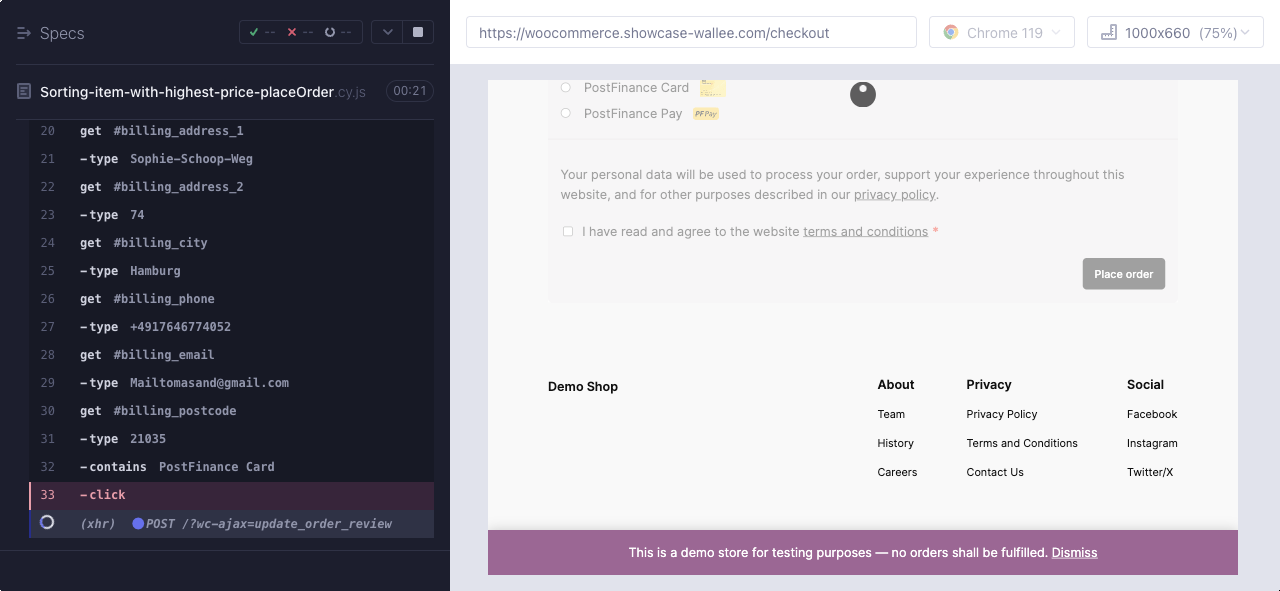 Specs
-- -- --
Sorting-item-with-highest-price-placeOrder.cy.js 00:21
20 get #billing_address_1
21 -type Sophie-Schoop-Weg
22 get #billing_address_2
23 -type 74
24 get #billing_city
25 -type Hamburg
26 get #billing_phone
27 -type +4917646774052
28 get #billing_email
29 -type Mailtomasand@gmail.com
30 get #billing_postcode
31 -type 21035
32 -contains PostFinance Card
33 -click
(xhr) POST /?wc-ajax=update_order_review
https://woocommerce.showcase-wallee.com/checkout
Chrome 119
1000x660 (75%)
PostFinance Card
PostFinance Pay PF Pay
Your personal data will be used to process your order, support your experience throughout this
website, and for other purposes described in our privacy policy.
I have read and agree to the website terms and conditions *
Place order
Demo Shop
About
Team
History
Careers
Privacy
Privacy Policy
Terms and Conditions
Contact Us
Social
Facebook
Instagram
Twitter/X
This is a demo store for testing purposes — no orders shall be fulfilled. Dismiss